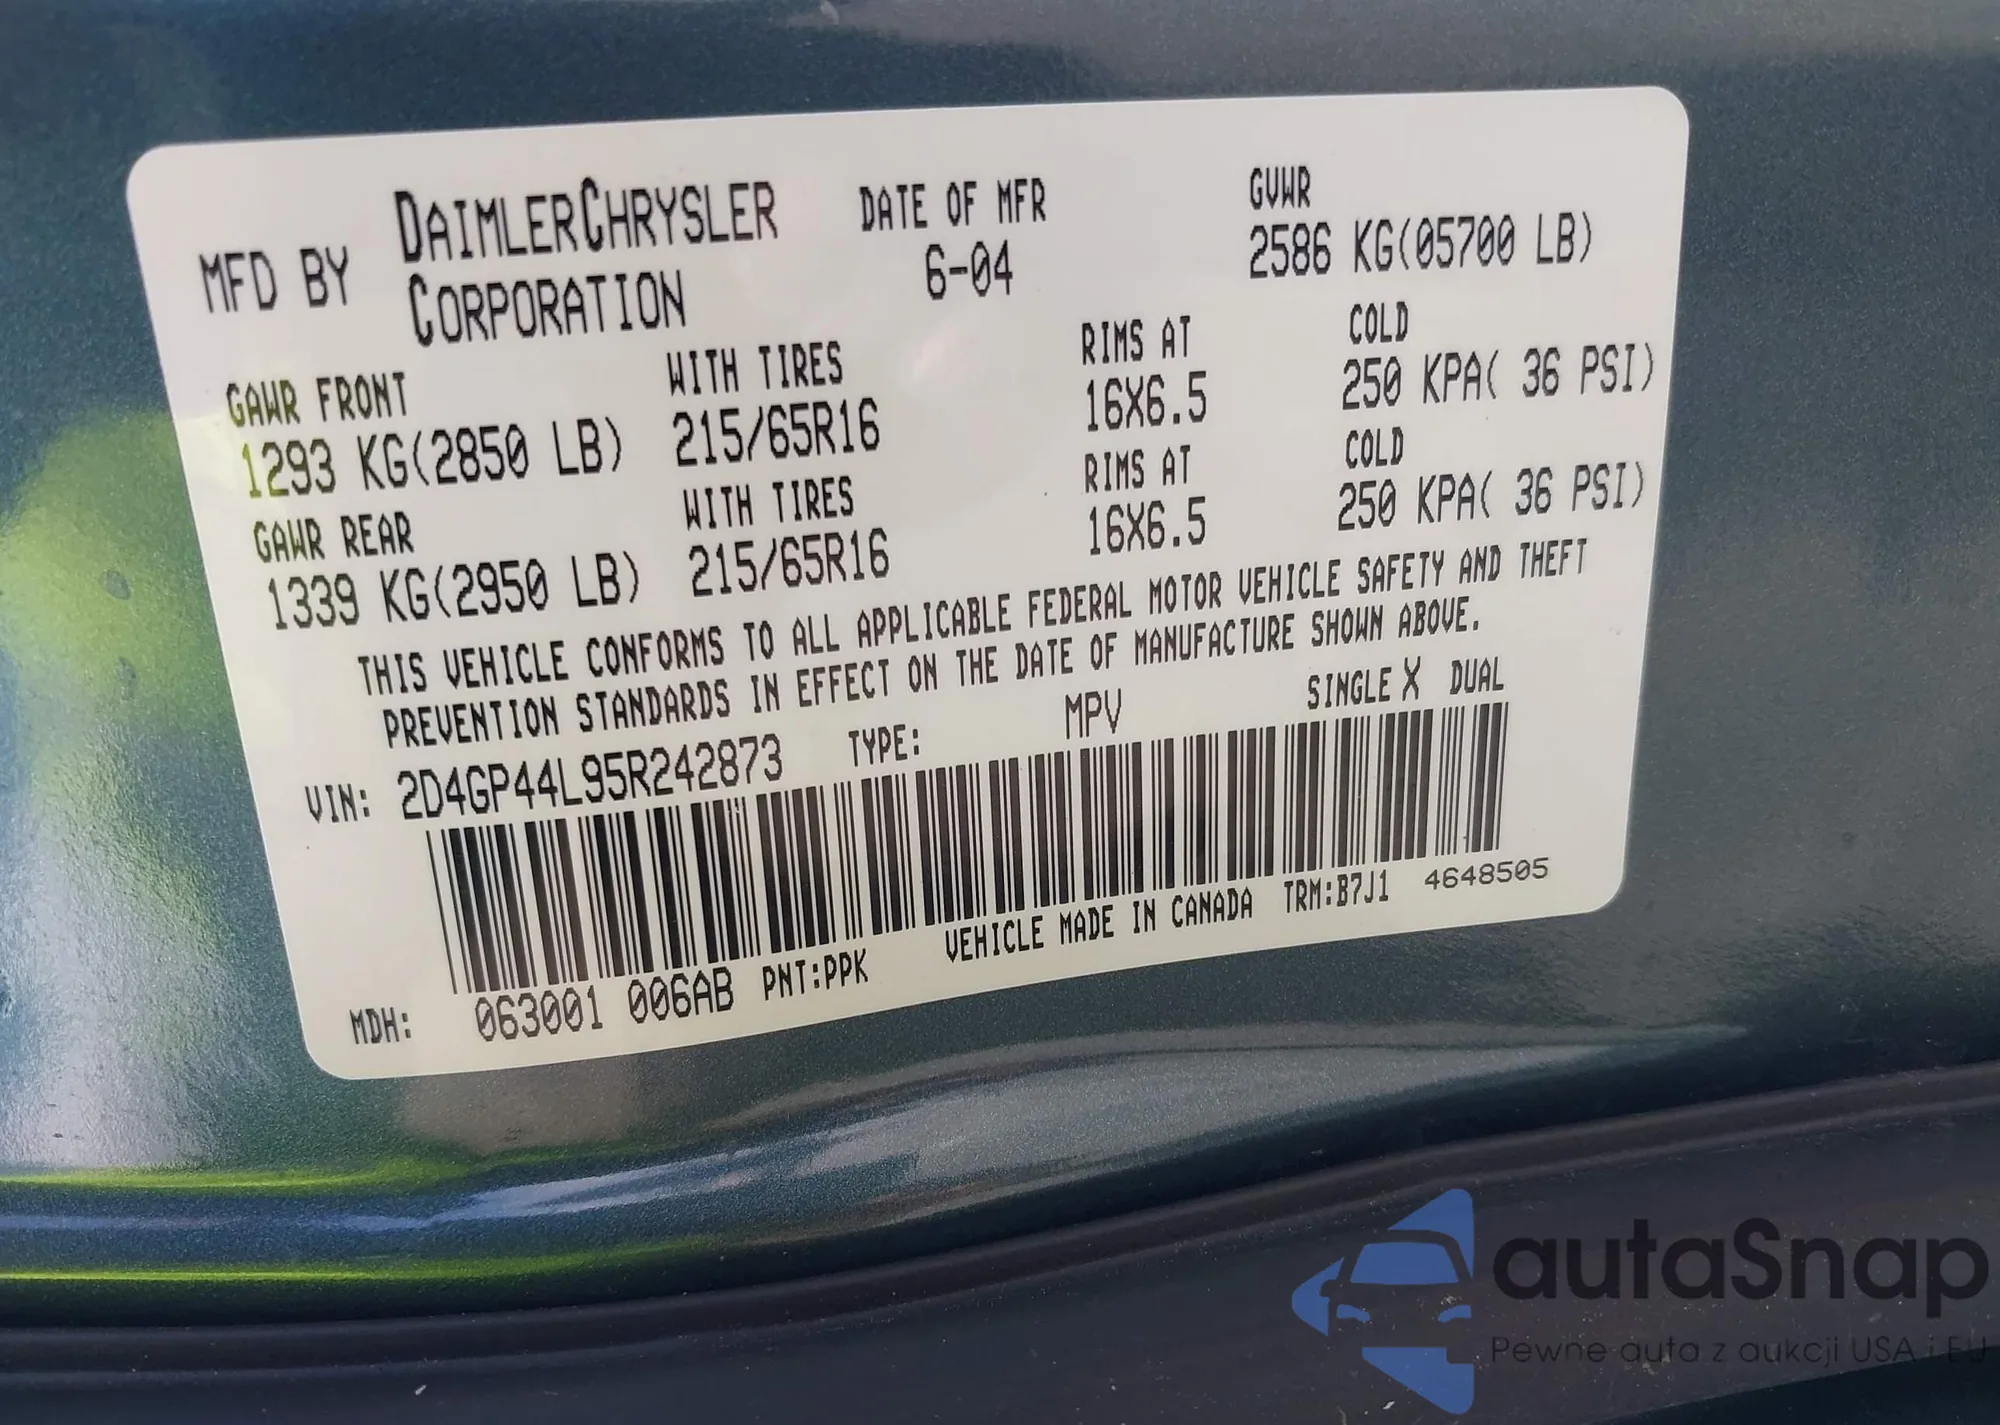 MFD BY DAIMLERCHRYSLER CORPORATION
DATE OF MFR
6-04
GVWR
2586 KG(05700 LB)
GAWR FRONT WITH TIRES RIMS AT COLD
1293 KG(2850 LB) 215/65R16 16X6.5 250 KPA( 36 PSI)
GAWR REAR WITH TIRES RIMS AT COLD
1339 KG(2950 LB) 215/65R16 16X6.5 250 KPA( 36 PSI)
THIS VEHICLE CONFORMS TO ALL APPLICABLE FEDERAL MOTOR VEHICLE SAFETY AND THEFT
PREVENTION STANDARDS IN EFFECT ON THE DATE OF MANUFACTURE SHOWN ABOVE.
VIN: 2D4GP44L95R242873 TYPE: MPV SINGLE X DUAL
MDH: 063001 006AB PNT:PPK VEHICLE MADE IN CANADA TRM:B7J1 4648505
autaSnap
Pewne auta z aukcji USA i EU